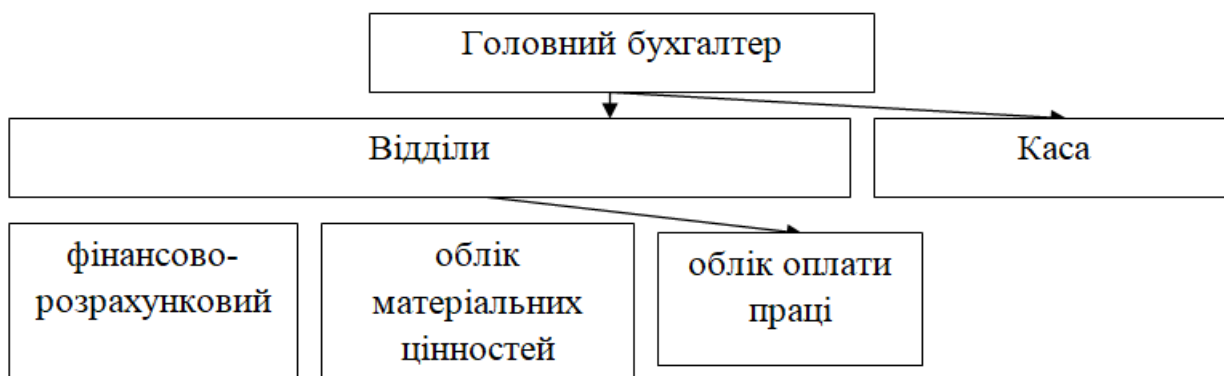 Головний бухгалтер
Відділи
Каса
фінансово-
розрахунковий
облік
матеріальних
цінностей
облік оплати
праці